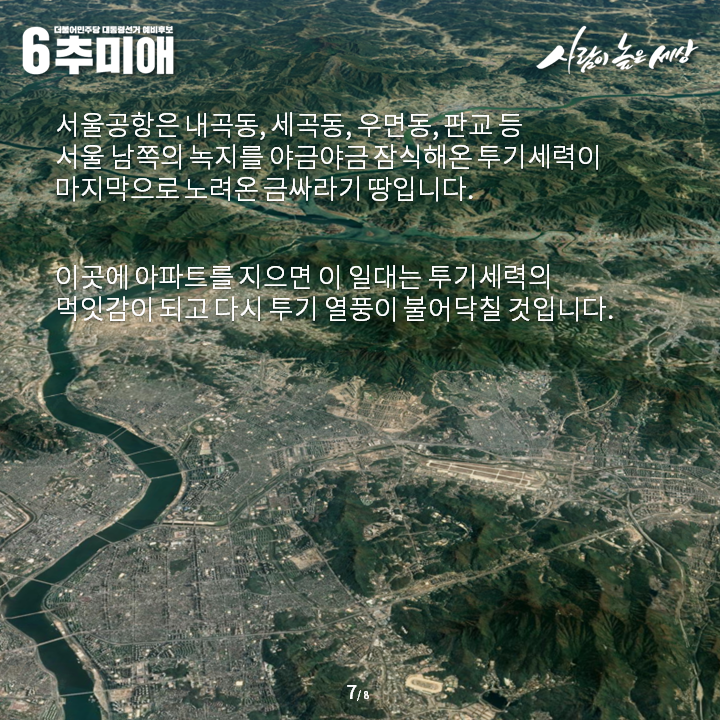 더불어민주당 대통령선거 예비후보
6 추미애
사람이 높은 세상
서울공항은 내곡동, 세곡동, 우면동, 판교 등
서울 남쪽의 녹지를 야금야금 잠식해온 투기세력이
마지막으로 노려온 금싸라기 땅입니다.
이곳에 아파트를 지으면 이 일대는 투기세력의
먹잇감이 되고 다시 투기 열풍이 불어닥칠 것입니다.
7/8